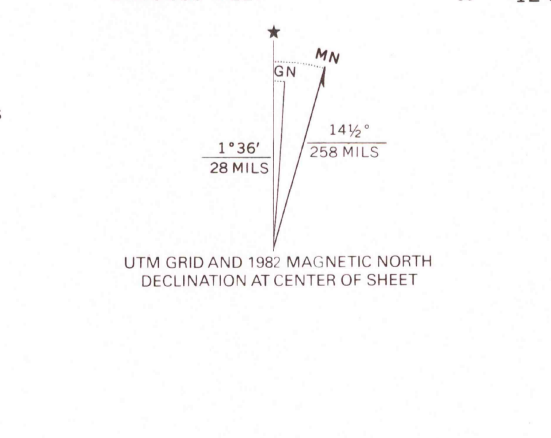 ★
MN
GN
1°36′
28 MILS
14½°
258 MILS
UTM GRID AND 1982 MAGNETIC NORTH
DECLINATION AT CENTER OF SHEET